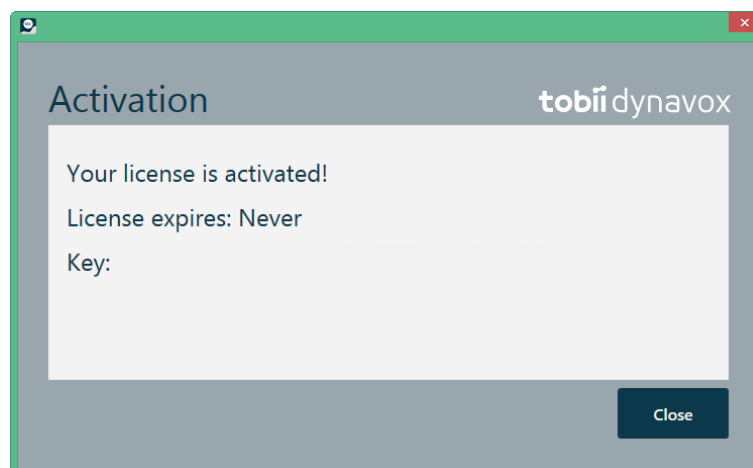 Activation
tobii dynavox
Your license is activated!
License expires: Never
Key:
Close